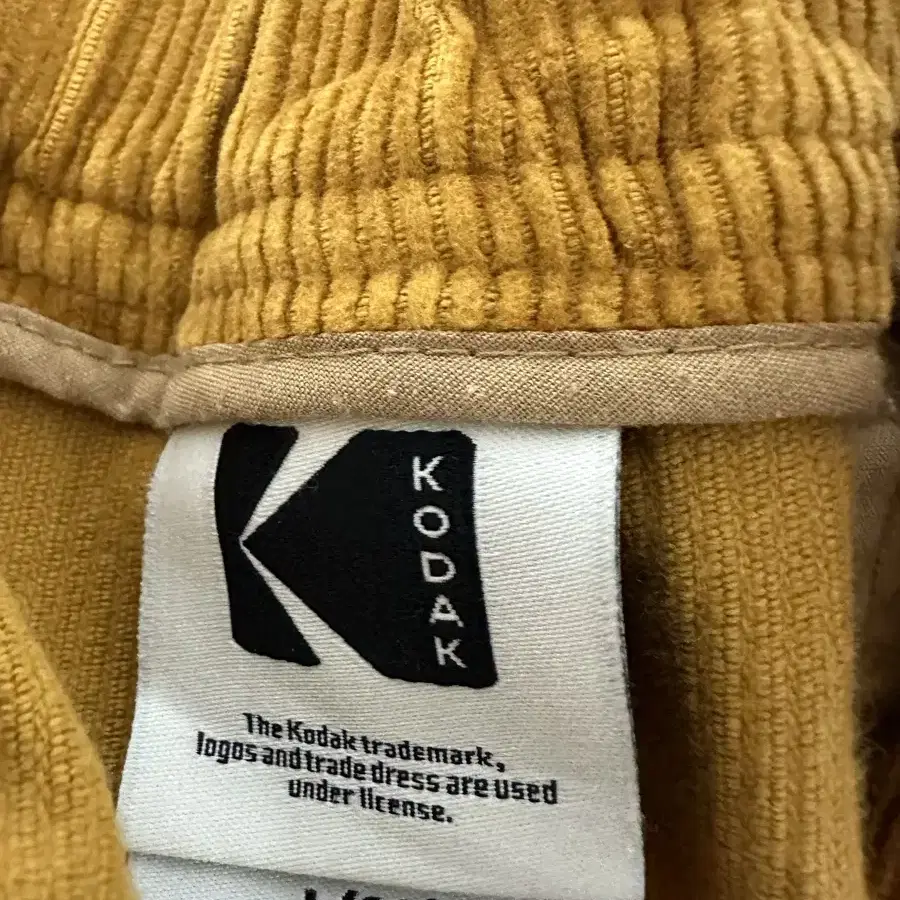 KODAK
The Kodak trademark,
logos and trade dress are used
under license.